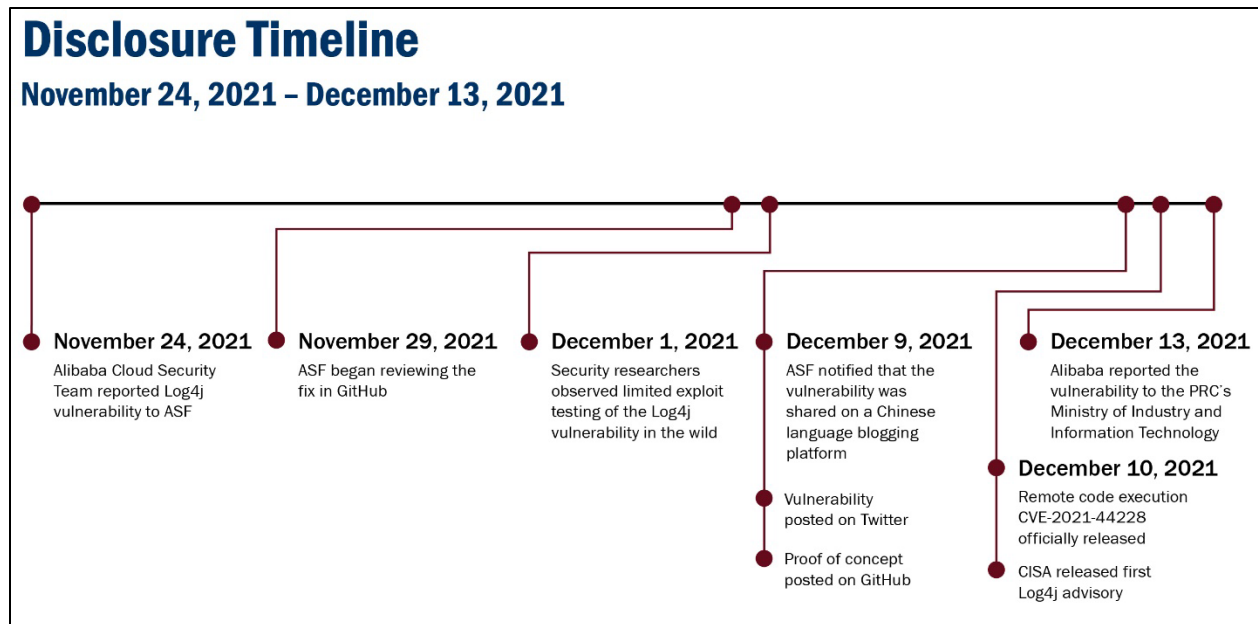 Disclosure Timeline
November 24, 2021 – December 13, 2021
November 24, 2021
Alibaba Cloud Security
Team reported Log4j
vulnerability to ASF
November 29, 2021
ASF began reviewing the
fix in GitHub
December 1, 2021
Security researchers
observed limited exploit
testing of the Log4j
vulnerability in the wild
December 9, 2021
ASF notified that the
vulnerability was
shared on a Chinese
language blogging
platform
Vulnerability
posted on Twitter
Proof of concept
posted on GitHub
December 13, 2021
Alibaba reported the
vulnerability to the PRC's
Ministry of Industry and
Information Technology
December 10, 2021
Remote code execution
CVE-2021-44228
officially released
CISA released first
Log4j advisory